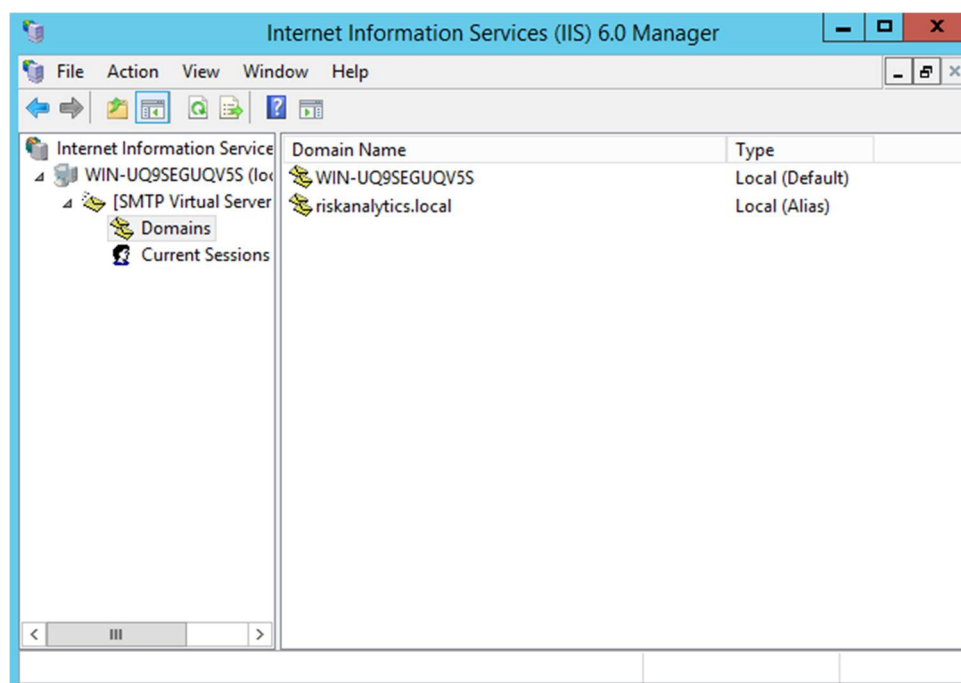 Internet Information Services (IIS) 6.0 Manager
File Action View Window Help
Internet Information Service
WIN-UQ9SEGUQV5S (loc
[SMTP Virtual Server
Domains
Current Sessions
Domain Name Type
WIN-UQ9SEGUQV5S Local (Default)
riskanalytics.local Local (Alias)